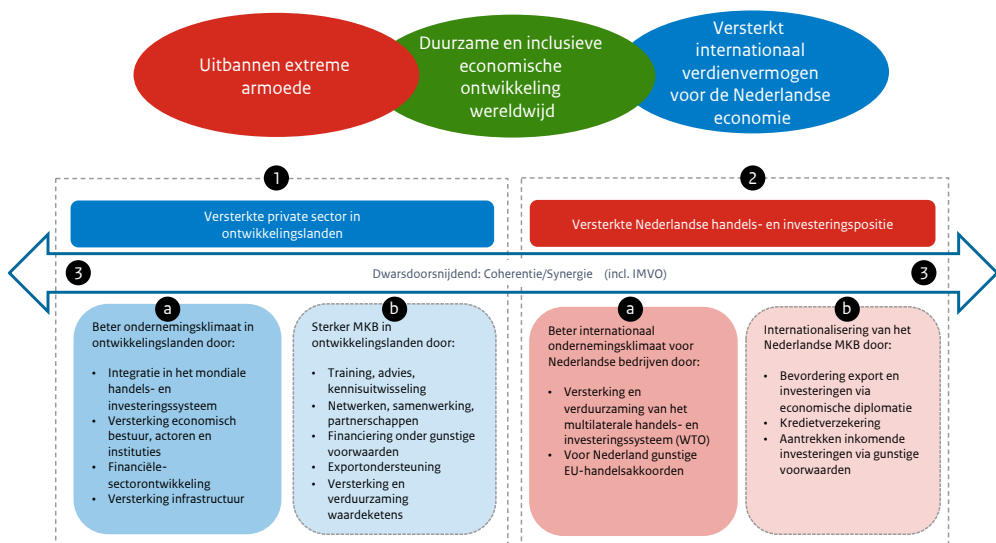 Uitbannen extreme
armoede
Duurzame en inclusieve
economische
ontwikkeling
wereldwijd
Versterkt
internationaal
verdienvermogen
voor de Nederlandse
economie
1
2
Versterkte private sector in
ontwikkelingslanden
Versterkte Nederlandse handels- en investeringspositie
3
Dwarsdoorsnijdend: Coherentie/Synergie (incl. IMVO)
3
a
Beter ondernemingsklimaat in
ontwikkelingslanden door:
• Integratie in het mondiale
handels- en
investeringssysteem
• Versterking economisch
bestuur, actoren en
instituties
• Financiële-
sectorontwikkeling
• Versterking infrastructuur
b
Sterker MKB in
ontwikkelingslanden door:
• Training, advies,
kennisuitwisseling
• Netwerken, samenwerking,
partnerschappen
• Financiering onder gunstige
voorwaarden
• Exportondersteuning
• Versterking en
verduurzaming
waardeketens
a
Beter internationaal
ondernemingsklimaat voor
Nederlandse bedrijven door:
• Versterking en
verduurzaming van het
multilaterale handels- en
investeringssysteem (WTO)
• Voor Nederland gunstige
EU-handelsakkoorden
b
Internationalisering van het
Nederlandse MKB door:
• Bevordering export en
investeringen via
economische diplomatie
• Kredietverzekering
• Aantrekken inkomende
investeringen via gunstige
voorwaarden